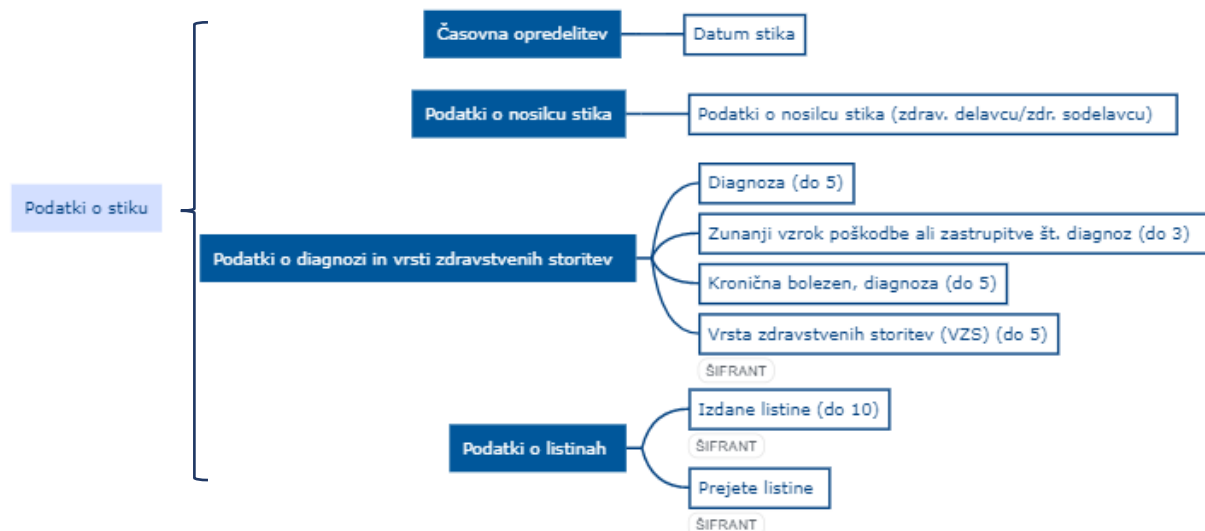 Podatki o stiku
Časovna opredelitev
Datum stika
Podatki o nosilcu stika
Podatki o nosilcu stika (zdrav. delavcu/zdr. sodelavcu)
Podatki o diagnozi in vrsti zdravstvenih storitev
Diagnoza (do 5)
Zunanji vzrok poškodbe ali zastrupitve št. diagnoz (do 3)
Kronična bolezen, diagnoza (do 5)
Vrsta zdravstvenih storitev (VZS) (do 5)
ŠIFRANT
Podatki o listinah
Izdane listine (do 10)
ŠIFRANT
Prejete listine
ŠIFRANT